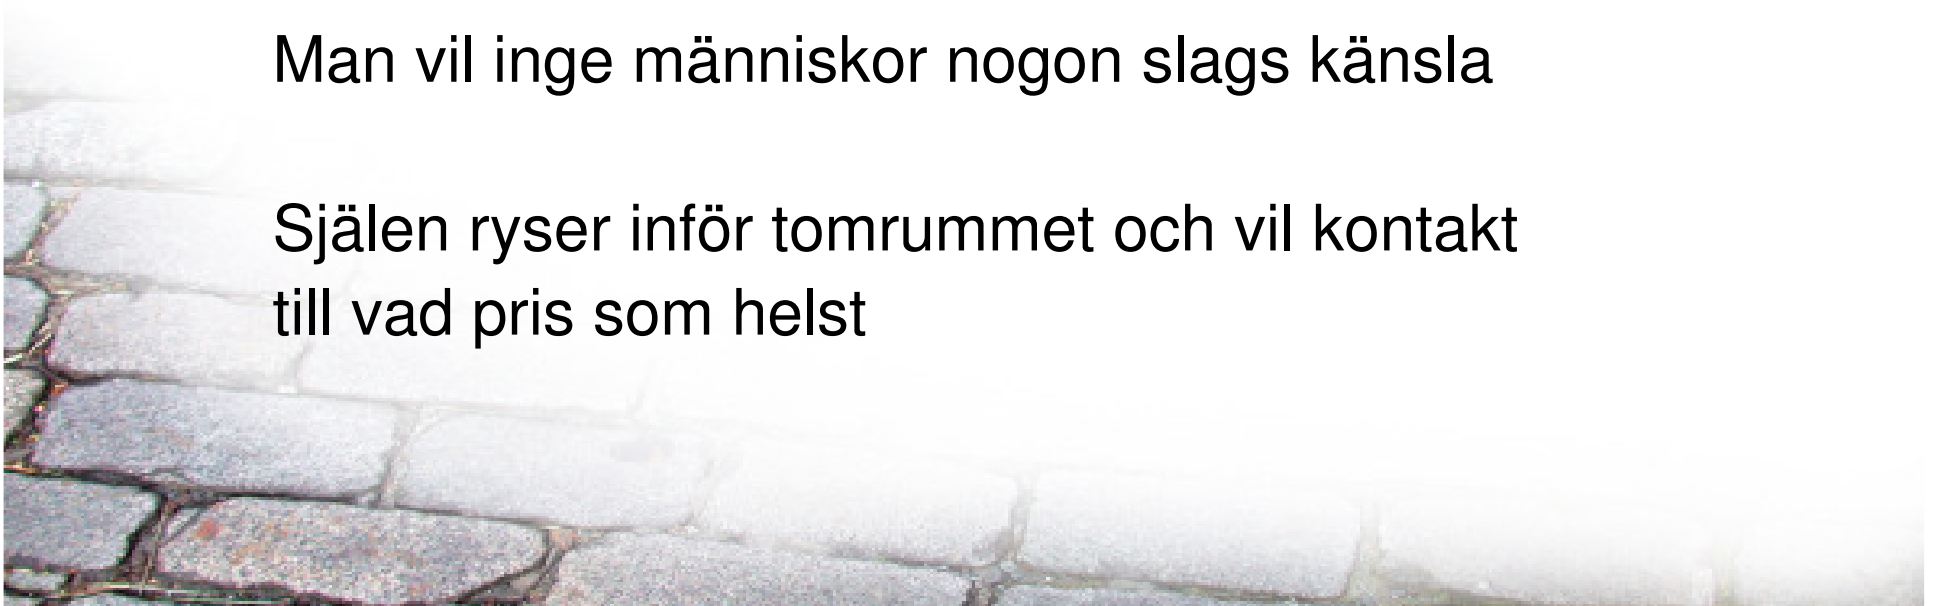 Man vil inge människor nogon slags känsla
Själen ryser inför tomrummet och vil kontakt
till vad pris som helst